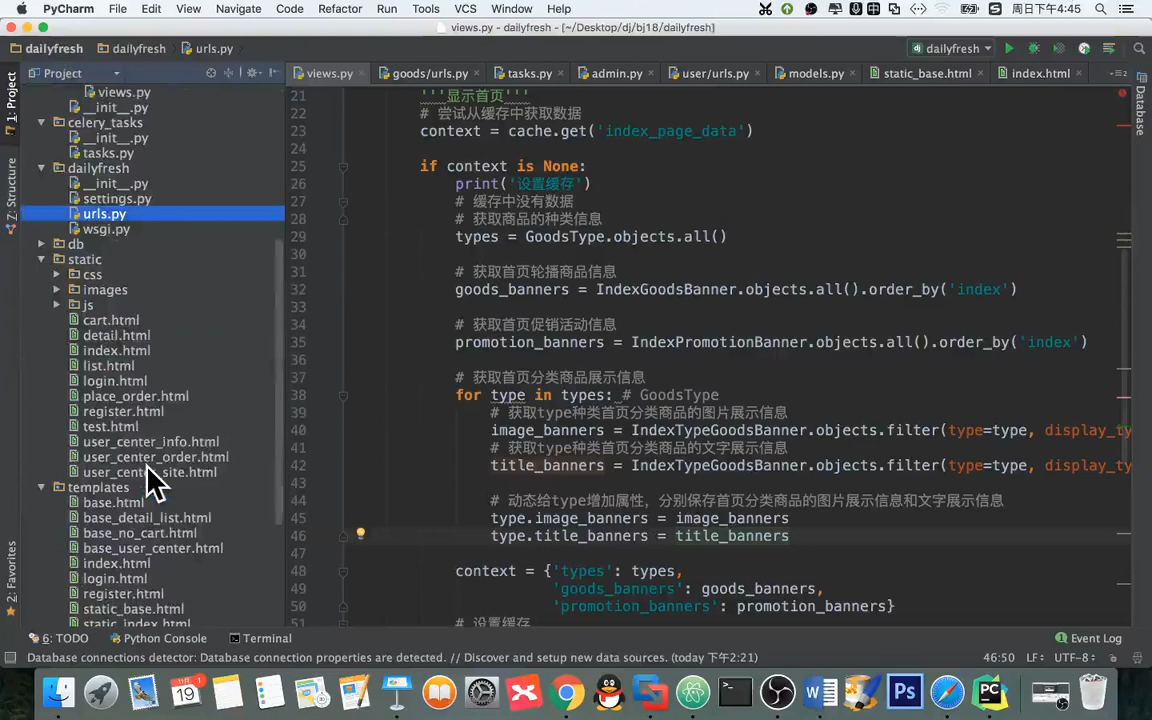 PyCharm File Edit View Navigate Code Refactor Run Tools VCS Window Help 周日下午4:45
views.py - dailyfresh - [~/Desktop/dj/bj18/dailyfresh]
dailyfresh dailyfresh urls.py dailyfresh
Project
views.py goods/urls.py tasks.py admin.py user/urls.py models.py static_base.html index.html
1: Project
Z: Structure
2: Favorites
Database
views.py
__init__.py
celery_tasks
__init__.py
tasks.py
dailyfresh
__init__.py
settings.py
urls.py
wsgi.py
db
static
css
images
js
cart.html
detail.html
index.html
list.html
login.html
place_order.html
register.html
test.html
user_center_info.html
user_center_order.html
user_center_site.html
templates
base.html
base_detail_list.html
base_no_cart.html
base_user_center.html
index.html
login.html
register.html
static_base.html
static_index.html
21 '''显示首页'''
22 # 尝试从缓存中获取数据
23 context = cache.get('index_page_data')
24
25 if context is None:
26 print('设置缓存')
27 # 缓存中没有数据
28 # 获取商品的种类信息
29 types = GoodsType.objects.all()
30
31 # 获取首页轮播商品信息
32 goods_banners = IndexGoodsBanner.objects.all().order_by('index')
33
34 # 获取首页促销活动信息
35 promotion_banners = IndexPromotionBanner.objects.all().order_by('index')
36
37 # 获取首页分类商品展示信息
38 for type in types: # GoodsType
39 # 获取type种类首页分类商品的图片展示信息
40 image_banners = IndexTypeGoodsBanner.objects.filter(type=type, display_ty
41 # 获取type种类首页分类商品的文字展示信息
42 title_banners = IndexTypeGoodsBanner.objects.filter(type=type, display_ty
43
44 # 动态给type增加属性，分别保存首页分类商品的图片展示信息和文字展示信息
45 type.image_banners = image_banners
46 type.title_banners = title_banners
47
48 context = {'types': types,
49 'goods_banners': goods_banners,
50 'promotion_banners': promotion_banners}
51 # 设置缓存
6: TODO Python Console Terminal Event Log
Database connections detector: Database connection properties are detected. // Discover and setup new data sources. (today 下午2:21) 46:50 LF÷ UTF-8÷